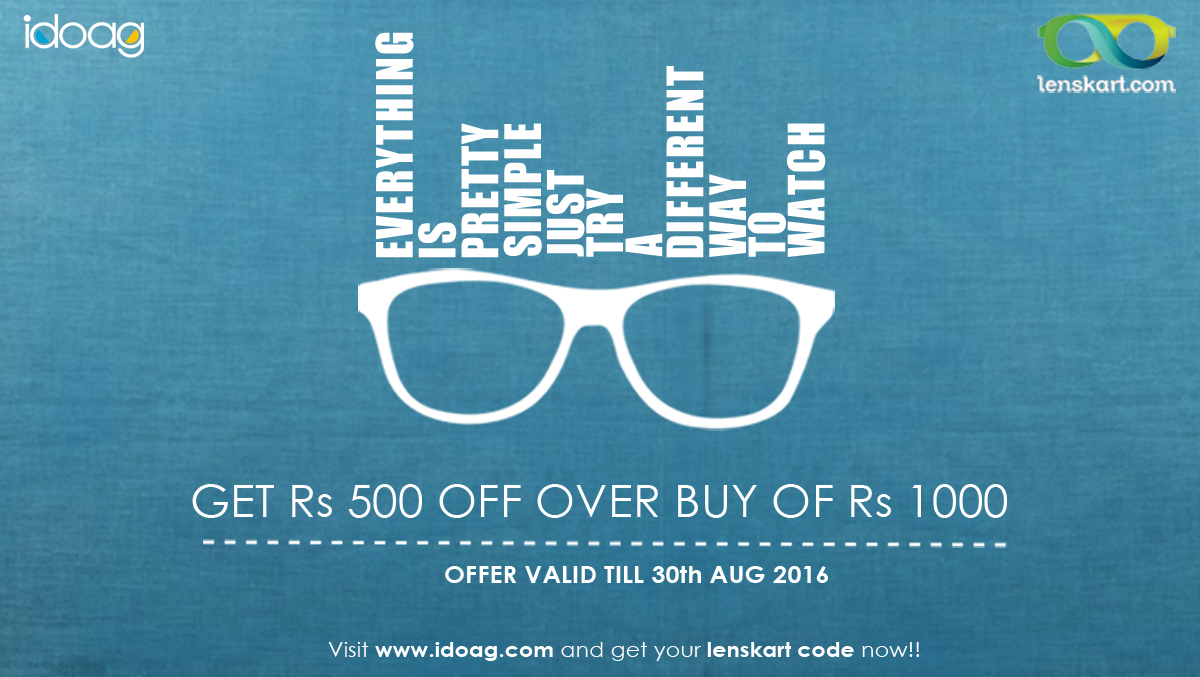 idoag
lenskart.com
EVERYTHING
IS
PRETTY
SIMPLE
JUST
TRY
A
DIFFERENT
WAY
TO
WATCH
GET Rs 500 OFF OVER BUY OF Rs 1000
OFFER VALID TILL 30th AUG 2016
Visit www.idoag.com and get your lenskart code now!!